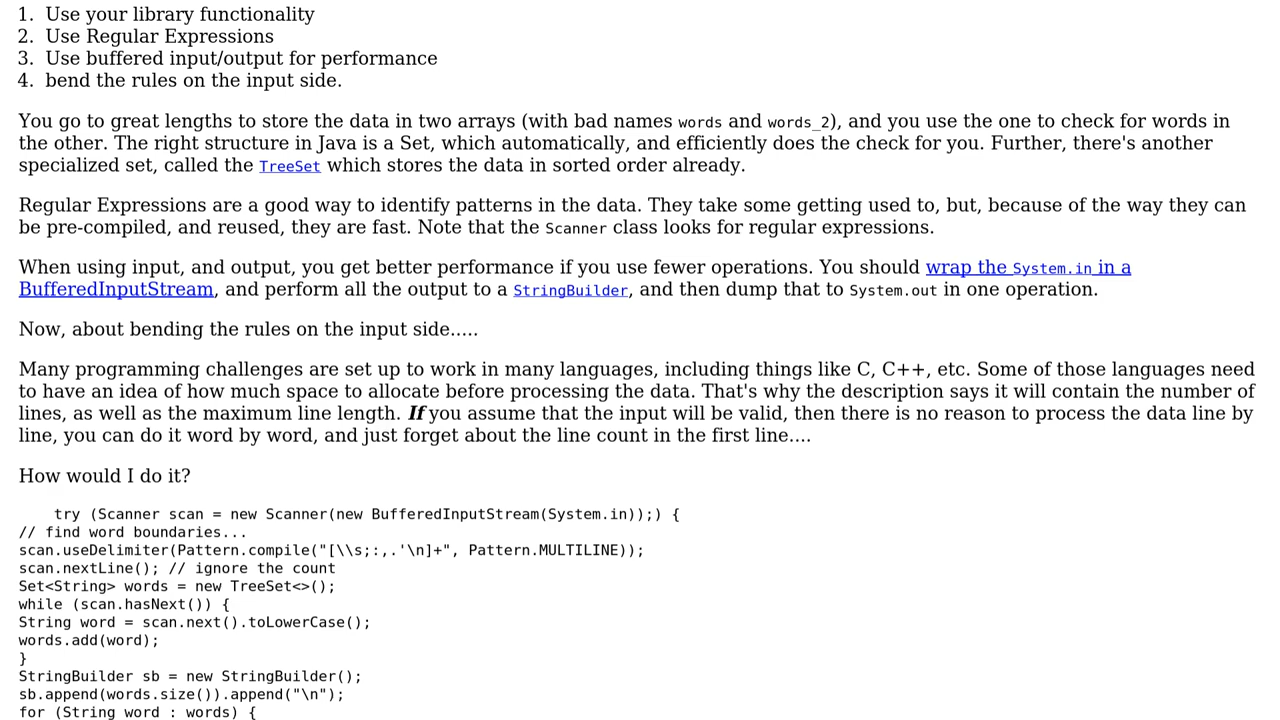 1. Use your library functionality
2. Use Regular Expressions
3. Use buffered input/output for performance
4. bend the rules on the input side.
You go to great lengths to store the data in two arrays (with bad names words and words_2), and you use the one to check for words in
the other. The right structure in Java is a Set, which automatically, and efficiently does the check for you. Further, there's another
specialized set, called the TreeSet which stores the data in sorted order already.
Regular Expressions are a good way to identify patterns in the data. They take some getting used to, but, because of the way they can
be pre-compiled, and reused, they are fast. Note that the Scanner class looks for regular expressions.
When using input, and output, you get better performance if you use fewer operations. You should wrap the System.in in a
BufferedInputStream, and perform all the output to a StringBuilder, and then dump that to System.out in one operation.
Now, about bending the rules on the input side.....
Many programming challenges are set up to work in many languages, including things like C, C++, etc. Some of those languages need
to have an idea of how much space to allocate before processing the data. That's why the description says it will contain the number of
lines, as well as the maximum line length. If you assume that the input will be valid, then there is no reason to process the data line by
line, you can do it word by word, and just forget about the line count in the first line....
How would I do it?
try (Scanner scan = new Scanner(new BufferedInputStream(System.in));) {
// find word boundaries...
scan.useDelimiter(Pattern.compile("[\\s;:,.'\n]+", Pattern.MULTILINE));
scan.nextLine(); // ignore the count
Set<String> words = new TreeSet<>();
while (scan.hasNext()) {
String word = scan.next().toLowerCase();
words.add(word);
}
StringBuilder sb = new StringBuilder();
sb.append(words.size()).append("\n");
for (String word : words) {